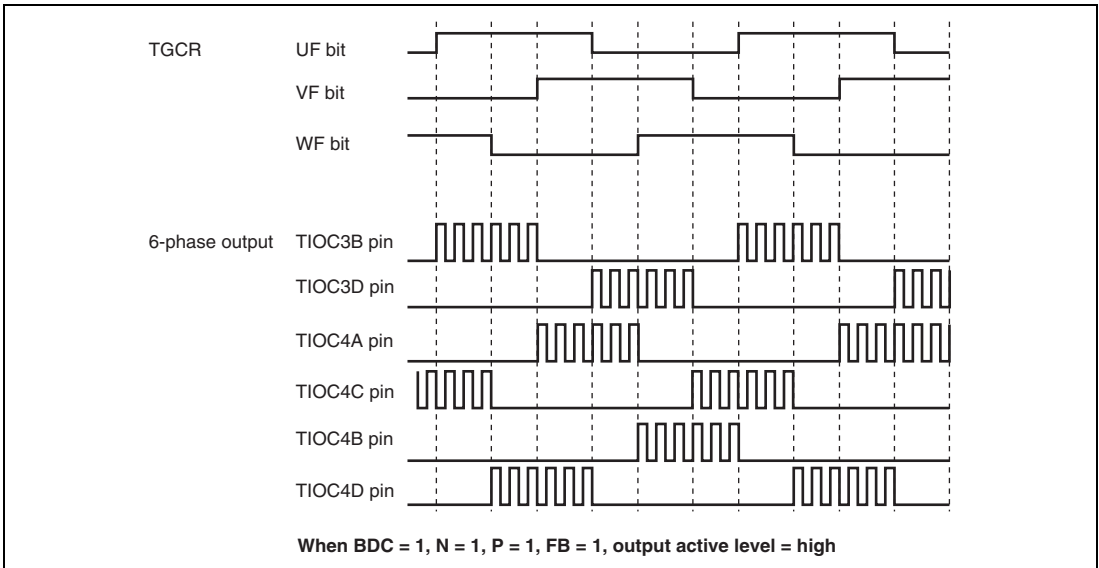 TGCR UF bit
VF bit
WF bit
6-phase output TIOC3B pin
TIOC3D pin
TIOC4A pin
TIOC4C pin
TIOC4B pin
TIOC4D pin
When BDC = 1, N = 1, P = 1, FB = 1, output active level = high